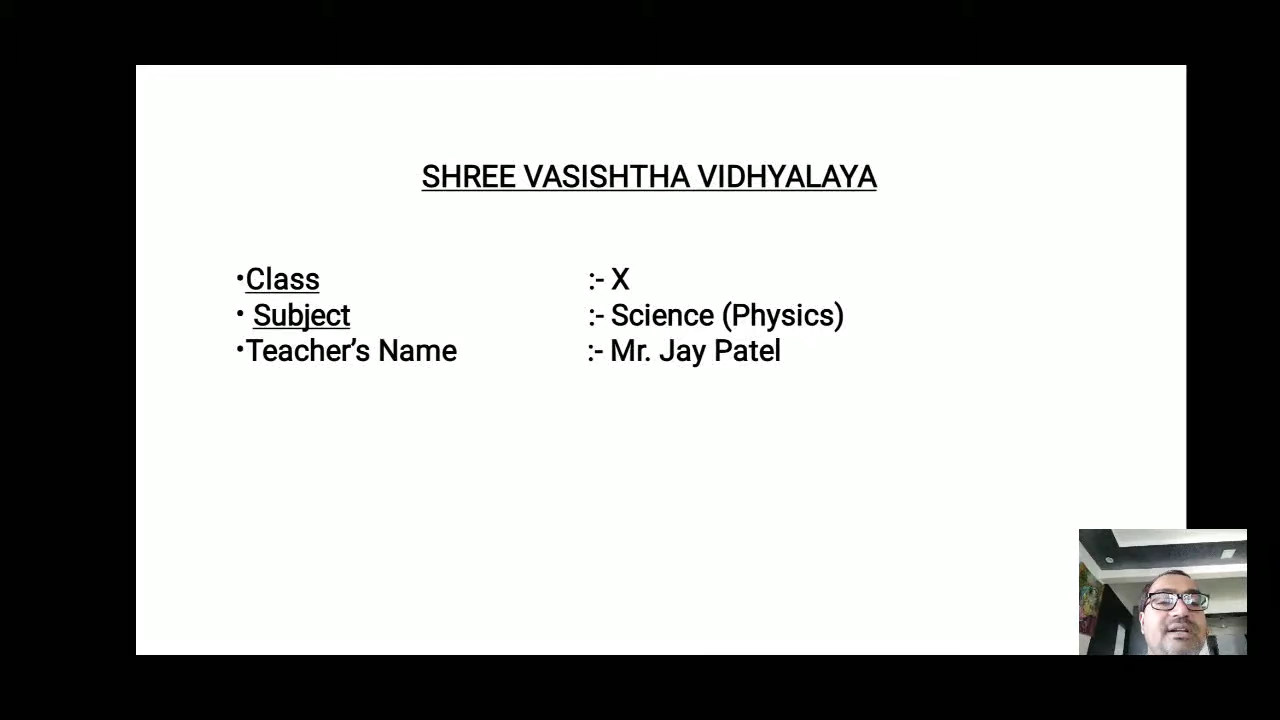 SHREE VASISHTHA VIDHYALAYA
•Class :- X
• Subject :- Science (Physics)
•Teacher’s Name :- Mr. Jay Patel